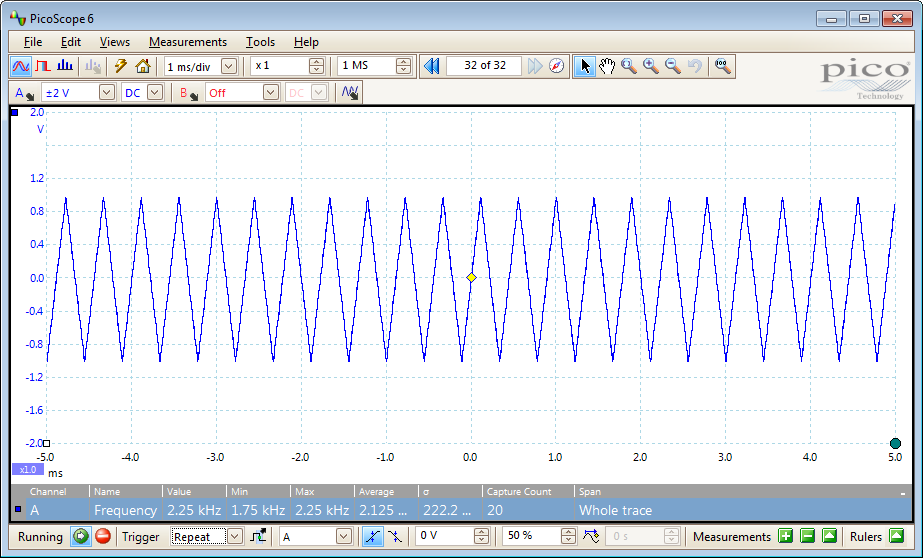 PicoScope 6
File Edit Views Measurements Tools Help
1 ms/div x 1 1 MS 32 of 32 100%
pico
Technology
A ±2 V DC B Off DC
2.0
V
1.2
0.8
0.4
0.0
-0.4
-0.8
-1.2
-1.6
-2.0
-5.0 -4.0 -3.0 -2.0 -1.0 0.0 1.0 2.0 3.0 4.0 5.0
x1.0 ms
Channel Name Value Min Max Average σ Capture Count Span
A Frequency 2.25 kHz 1.75 kHz 2.25 kHz 2.125 ... 222.2 ... 20 Whole trace
Running Trigger Repeat A 0 V 50 % 0 s Measurements Rulers